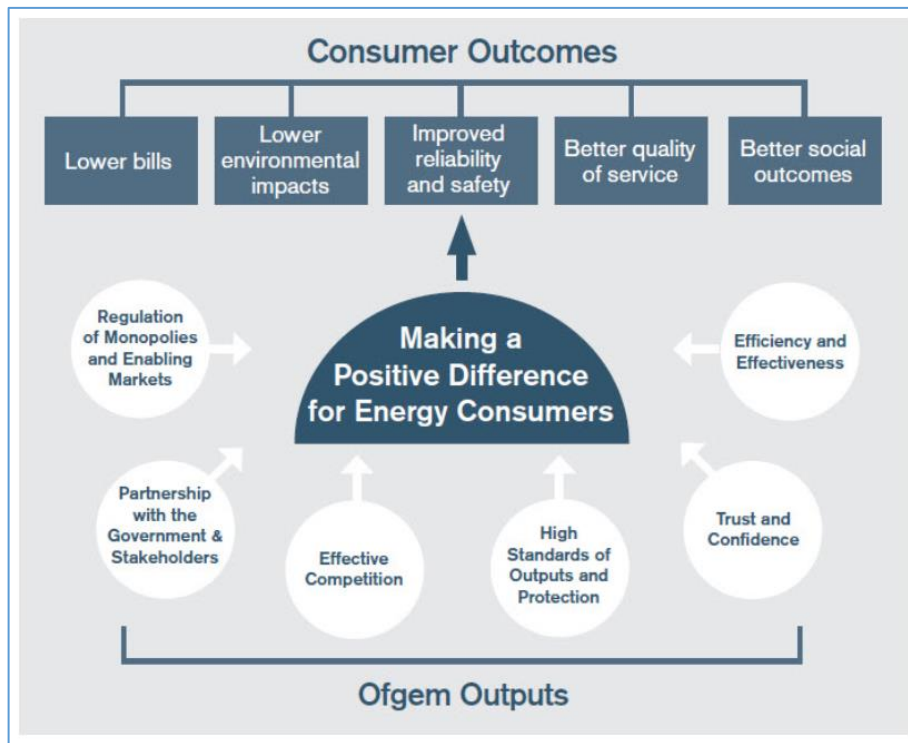 Consumer Outcomes
Lower bills
Lower
environmental
impacts
Improved
reliability
and safety
Better quality
of service
Better social
outcomes
Making a
Positive Difference
for Energy Consumers
Regulation
of Monopolies
and Enabling
Markets
Efficiency and
Effectiveness
Partnership
with the
Government &
Stakeholders
Effective
Competition
High
Standards of
Outputs and
Protection
Trust and
Confidence
Ofgem Outputs